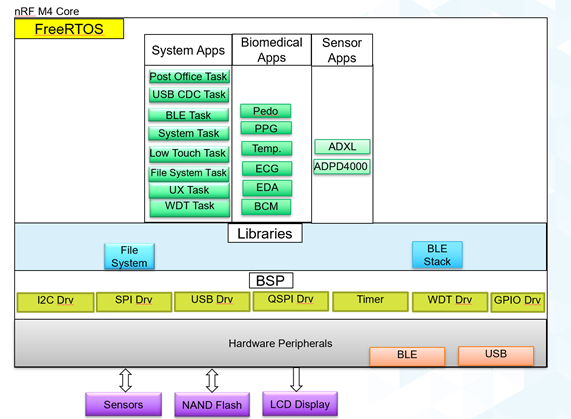 nRF M4 Core
FreeRTOS
System Apps
Biomedical
Apps
Sensor
Apps
Post Office Task
USB CDC Task
BLE Task
System Task
Low Touch Task
File System Task
UX Task
WDT Task
Pedo
PPG
Temp.
ECG
EDA
BCM
ADXL
ADPD4000
Libraries
File
System
BLE
Stack
BSP
I2C Drv
SPI Drv
USB Drv
QSPI Drv
Timer
WDT Drv
GPIO Drv
Hardware Peripherals
BLE
USB
Sensors
NAND Flash
LCD Display